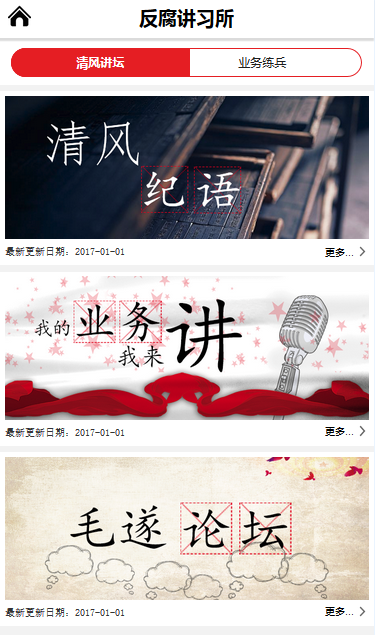 反腐讲习所
清风讲坛 业务练兵
清风
纪语
最新更新日期：2017-01-01 更多...
我的业务讲
我来
最新更新日期：2017-01-01 更多...
毛遂论坛
最新更新日期：2017-01-01 更多...